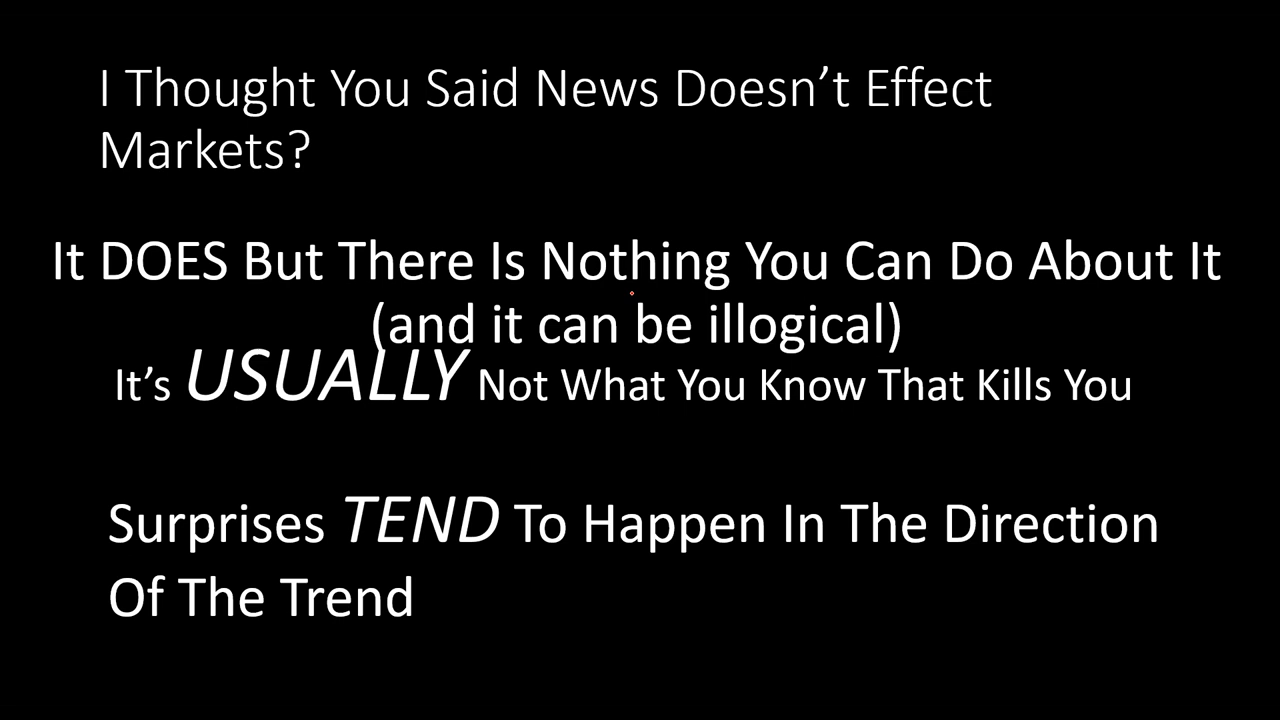 I Thought You Said News Doesn’t Effect
Markets?
It DOES But There Is Nothing You Can Do About It
(and it can be illogical)
It’s USUALLY Not What You Know That Kills You
Surprises TEND To Happen In The Direction
Of The Trend